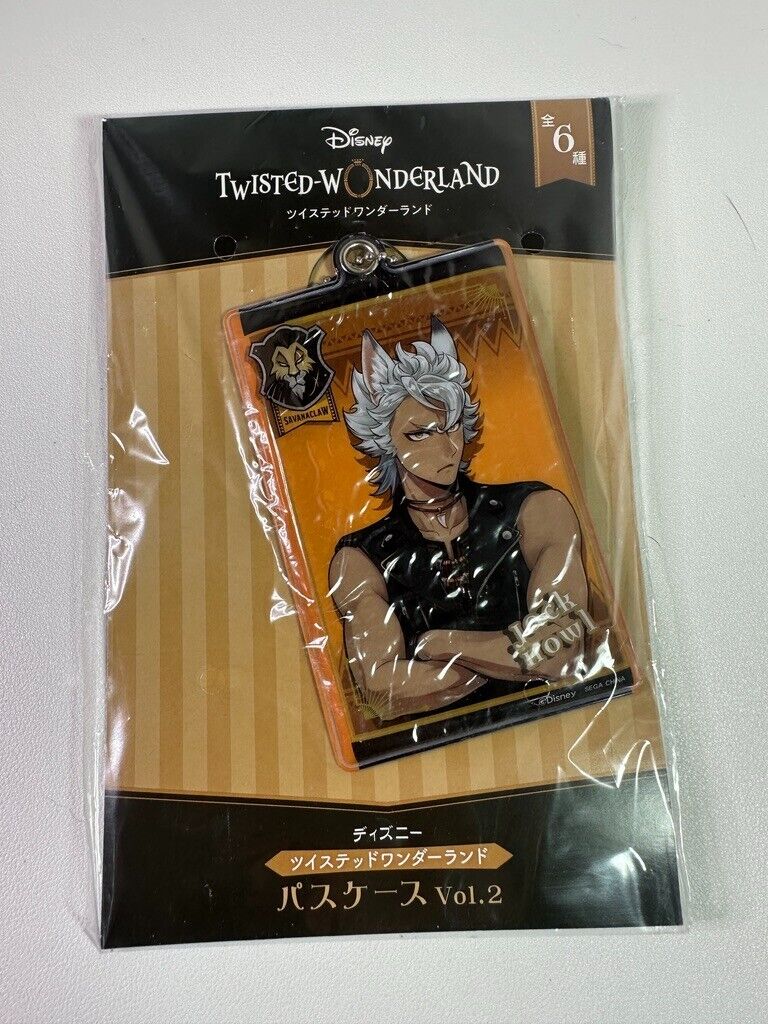 Disney
TWISTED-WONDERLAND
ツイステッドワンダーランド
全
6
種
SAVANACLAW
Jack
Howl
©Disney SEGA CHINA
ディズニー
ツイステッドワンダーランド
パスケース Vol.2